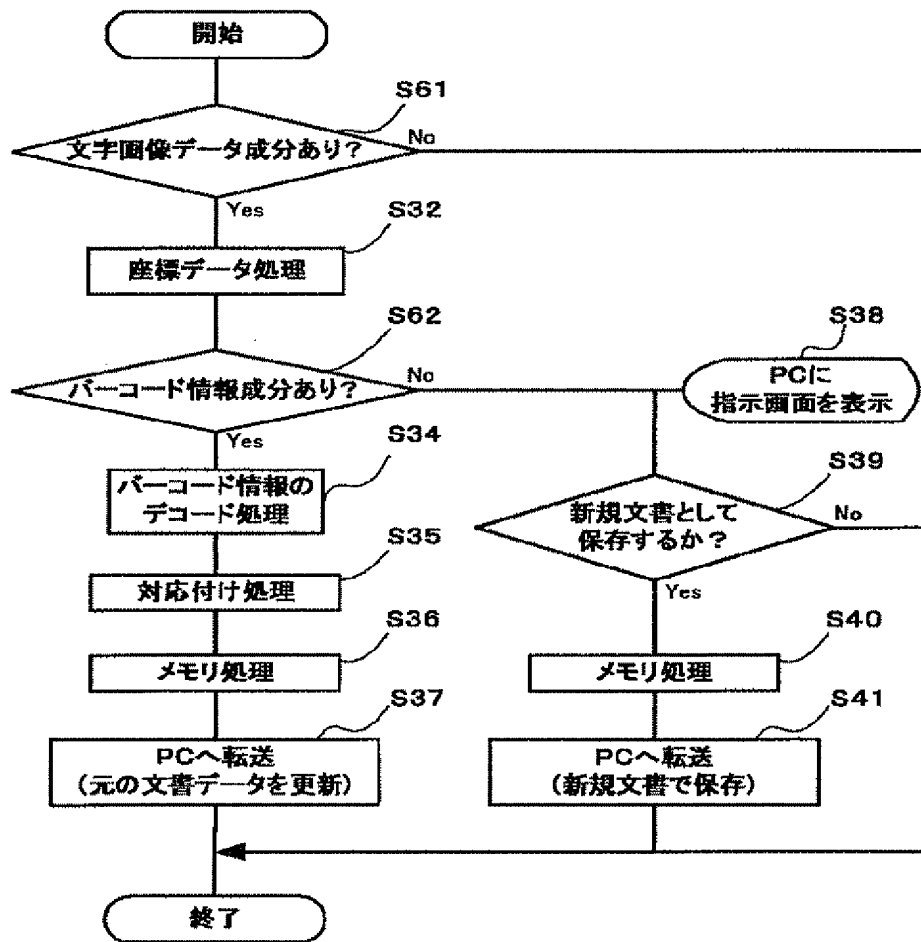 開始
S61
文字画像データ成分あり？
No
Yes
S32
座標データ処理
S62
バーコード情報成分あり？
No
Yes
S38
PCに
指示画面を表示
S34
バーコード情報の
デコード処理
S39
新規文書として
保存するか？
No
Yes
S35
対応付け処理
S36
メモリ処理
S40
メモリ処理
S37
PCへ転送
（元の文書データを更新）
S41
PCへ転送
（新規文書で保存）
終了